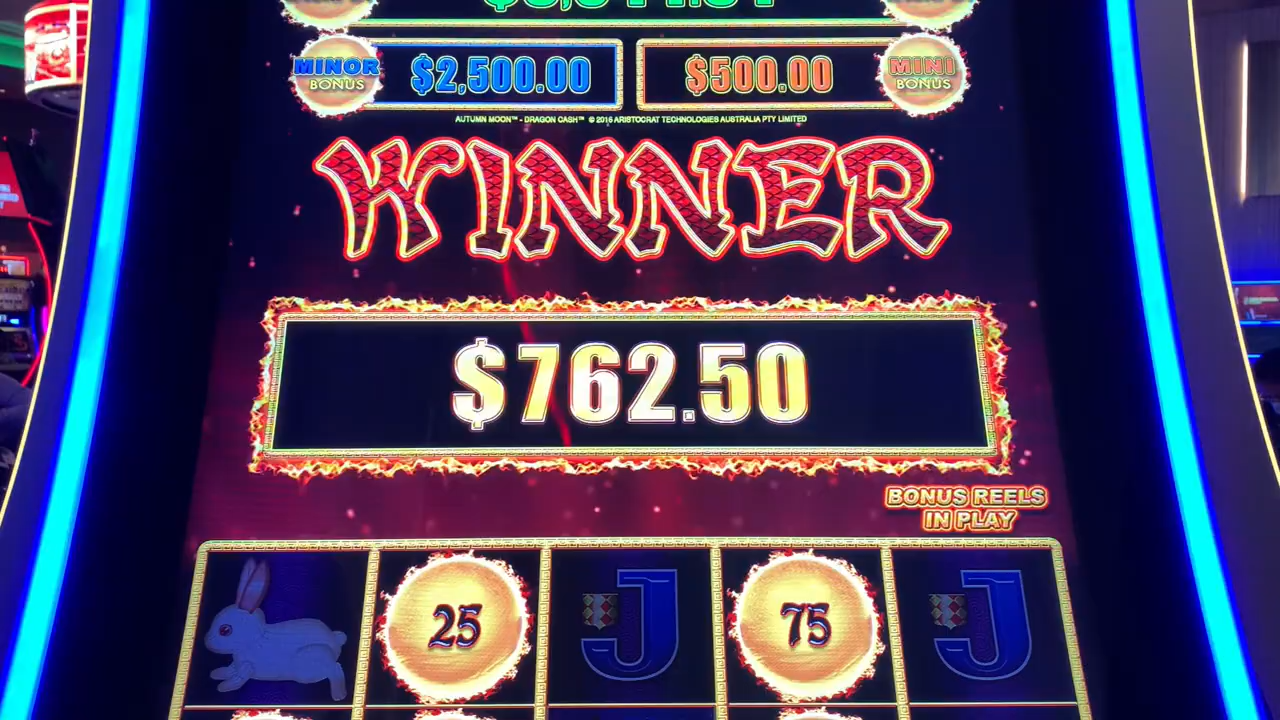 MINOR
BONUS
$2,500.00
$500.00
MINI
BONUS
AUTUMN MOON™ - DRAGON CASH™ © 2016 ARISTOCRAT TECHNOLOGIES AUSTRALIA PTY LIMITED
WINNER
$762.50
BONUS REELS
IN PLAY
25
J
75
J